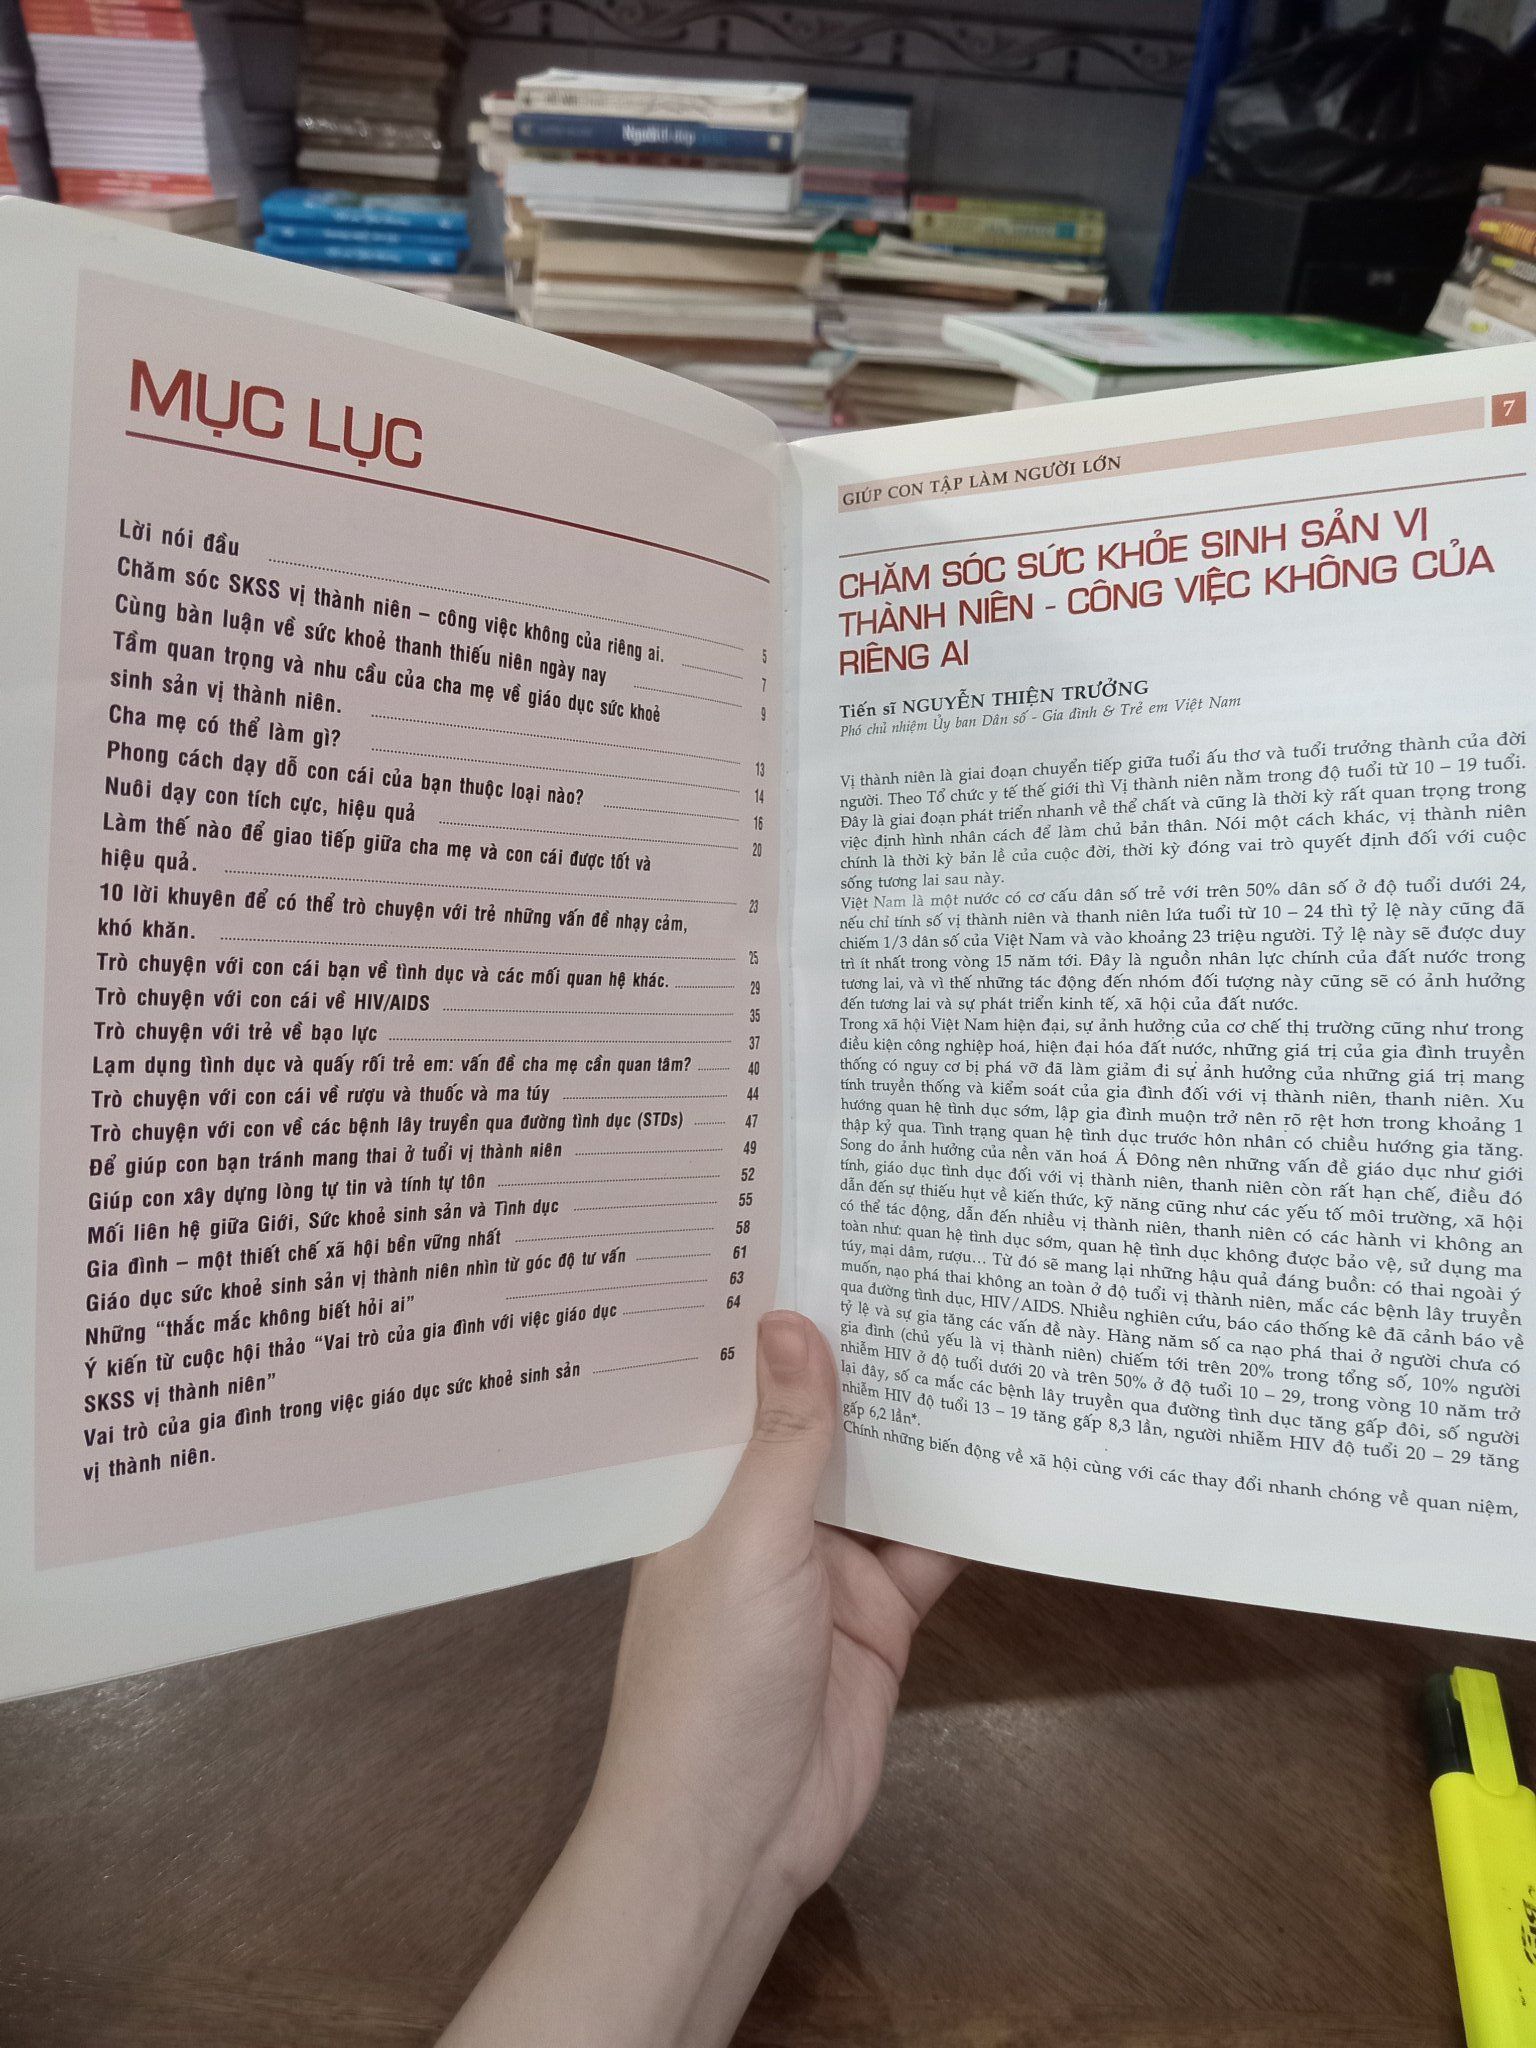 MỤC LỤC
Lời nói đầu 5
Chăm sóc SKSS vị thành niên – công việc không của riêng ai. 7
Cùng bàn luận về sức khoẻ thanh thiếu niên ngày nay 9
Tầm quan trọng và nhu cầu của cha mẹ về giáo dục sức khoẻ
sinh sản vị thành niên. 13
Cha mẹ có thể làm gì? 14
Phong cách dạy dỗ con cái của bạn thuộc loại nào? 16
Nuôi dạy con tích cực, hiệu quả 20
Làm thế nào để giao tiếp giữa cha mẹ và con cái được tốt và
hiệu quả. 23
10 lời khuyên để có thể trò chuyện với trẻ những vấn đề nhạy cảm,
khó khăn. 25
Trò chuyện với con cái bạn về tình dục và các mối quan hệ khác. 29
Trò chuyện với con cái về HIV/AIDS 35
Trò chuyện với trẻ về bạo lực 37
Lạm dụng tình dục và quấy rối trẻ em: vấn đề cha mẹ cần quan tâm? 40
Trò chuyện với con cái về rượu và thuốc và ma túy 44
Trò chuyện với con về các bệnh lây truyền qua đường tình dục (STDs) 47
Để giúp con bạn tránh mang thai ở tuổi vị thành niên 49
Giúp con xây dựng lòng tự tin và tính tự tôn 52
Mối liên hệ giữa Giới, Sức khoẻ sinh sản và Tình dục 55
Gia đình – một thiết chế xã hội bền vững nhất 58
Giáo dục sức khoẻ sinh sản vị thành niên nhìn từ góc độ tư vấn 61
Những “thắc mắc không biết hỏi ai” 63
Ý kiến từ cuộc hội thảo “Vai trò của gia đình với việc giáo dục 64
SKSS vị thành niên”
Vai trò của gia đình trong việc giáo dục sức khoẻ sinh sản 65
vị thành niên.
7
GIÚP CON TẬP LÀM NGƯỜI LỚN
CHĂM SÓC SỨC KHỎE SINH SẢN VỊ
THÀNH NIÊN - CÔNG VIỆC KHÔNG CỦA
RIÊNG AI
Tiến sĩ NGUYỄN THIỆN TRƯỞNG
Phó chủ nhiệm Ủy ban Dân số - Gia đình & Trẻ em Việt Nam
Vị thành niên là giai đoạn chuyển tiếp giữa tuổi ấu thơ và tuổi trưởng thành của đời
người. Theo Tổ chức y tế thế giới thì Vị thành niên nằm trong độ tuổi từ 10 – 19 tuổi.
Đây là giai đoạn phát triển nhanh về thể chất và cũng là thời kỳ rất quan trọng trong
việc định hình nhân cách để làm chủ bản thân. Nói một cách khác, vị thành niên
chính là thời kỳ bản lề của cuộc đời, thời kỳ đóng vai trò quyết định đối với cuộc
sống tương lai sau này.
Việt Nam là một nước có cơ cấu dân số trẻ với trên 50% dân số ở độ tuổi dưới 24,
nếu chỉ tính số vị thành niên và thanh niên lứa tuổi từ 10 – 24 thì tỷ lệ này cũng đã
chiếm 1/3 dân số của Việt Nam và vào khoảng 23 triệu người. Tỷ lệ này sẽ được duy
trì ít nhất trong vòng 15 năm tới. Đây là nguồn nhân lực chính của đất nước trong
tương lai, và vì thế những tác động đến nhóm đối tượng này cũng sẽ có ảnh hưởng
đến tương lai và sự phát triển kinh tế, xã hội của đất nước.
Trong xã hội Việt Nam hiện đại, sự ảnh hưởng của cơ chế thị trường cũng như trong
điều kiện công nghiệp hoá, hiện đại hóa đất nước, những giá trị của gia đình truyền
thống có nguy cơ bị phá vỡ đã làm giảm đi sự ảnh hưởng của những giá trị mang
tính truyền thống và kiểm soát của gia đình đối với vị thành niên, thanh niên. Xu
hướng quan hệ tình dục sớm, lập gia đình muộn trở nên rõ rệt hơn trong khoảng 1
thập kỷ qua. Tình trạng quan hệ tình dục trước hôn nhân có chiều hướng gia tăng.
Song do ảnh hưởng của nền văn hoá Á Đông nên những vấn đề giáo dục như giới
tính, giáo dục tình dục đối với vị thành niên, thanh niên còn rất hạn chế, điều đó
dẫn đến sự thiếu hụt về kiến thức, kỹ năng cũng như các yếu tố môi trường, xã hội
có thể tác động, dẫn đến nhiều vị thành niên, thanh niên có các hành vi không an
toàn như: quan hệ tình dục sớm, quan hệ tình dục không được bảo vệ, sử dụng ma
túy, mại dâm, rượu… Từ đó sẽ mang lại những hậu quả đáng buồn: có thai ngoài ý
muốn, nạo phá thai không an toàn ở độ tuổi vị thành niên, mắc các bệnh lây truyền
qua đường tình dục, HIV/AIDS. Nhiều nghiên cứu, báo cáo thống kê đã cảnh báo về
tỷ lệ và sự gia tăng các vấn đề này. Hàng năm số ca nạo phá thai ở người chưa có
gia đình (chủ yếu là vị thành niên) chiếm tới trên 20% trong tổng số, 10% người
nhiễm HIV ở độ tuổi dưới 20 và trên 50% ở độ tuổi 10 – 29, trong vòng 10 năm trở
lại đây, số ca mắc các bệnh lây truyền qua đường tình dục tăng gấp đôi, số người
nhiễm HIV độ tuổi 13 – 19 tăng gấp 8,3 lần, người nhiễm HIV độ tuổi 20 – 29 tăng
gấp 6,2 lần*.
Chính những biến động về xã hội cùng với các thay đổi nhanh chóng về quan niệm,